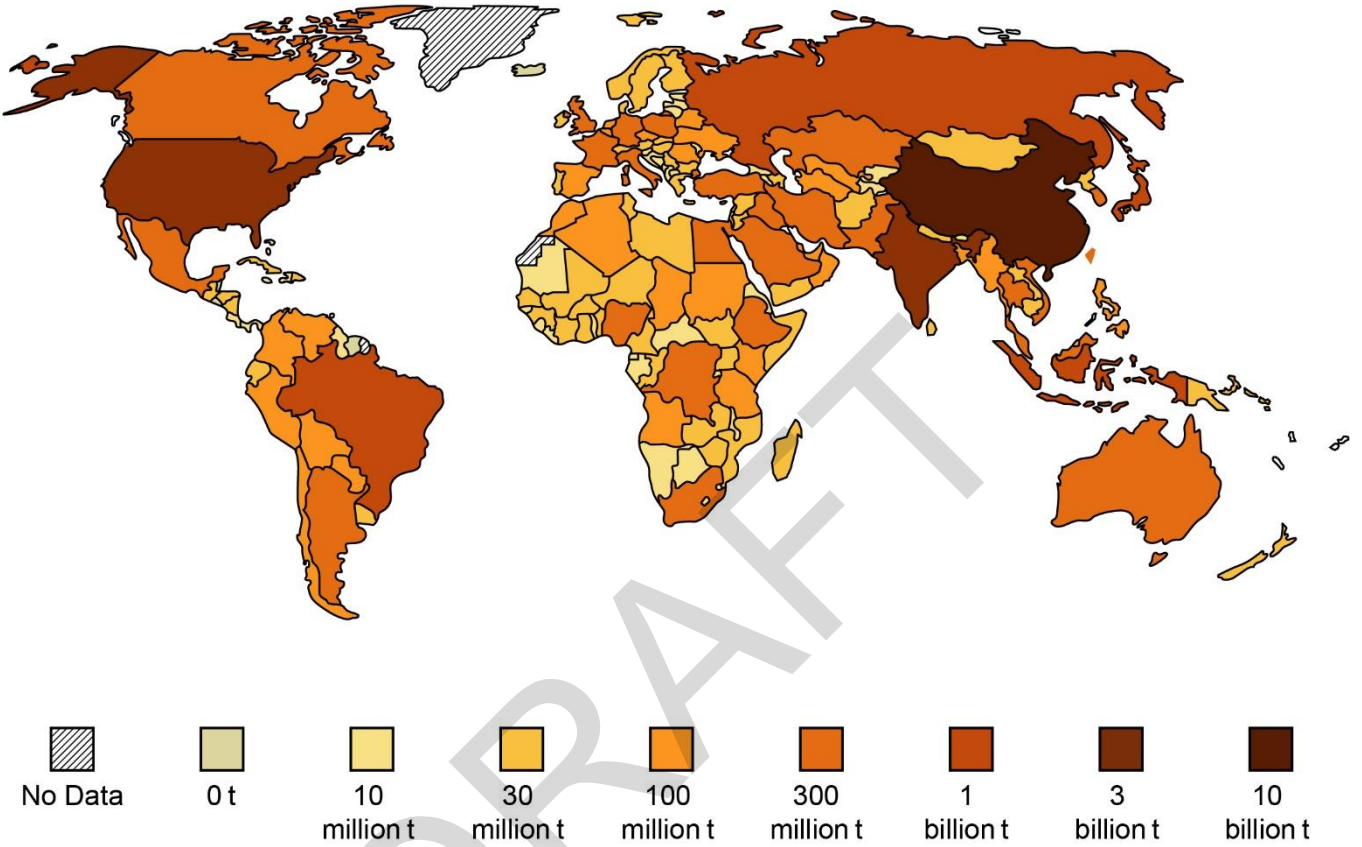 No Data
0 t
10
million t
30
million t
100
million t
300
million t
1
billion t
3
billion t
10
billion t
DRAFT